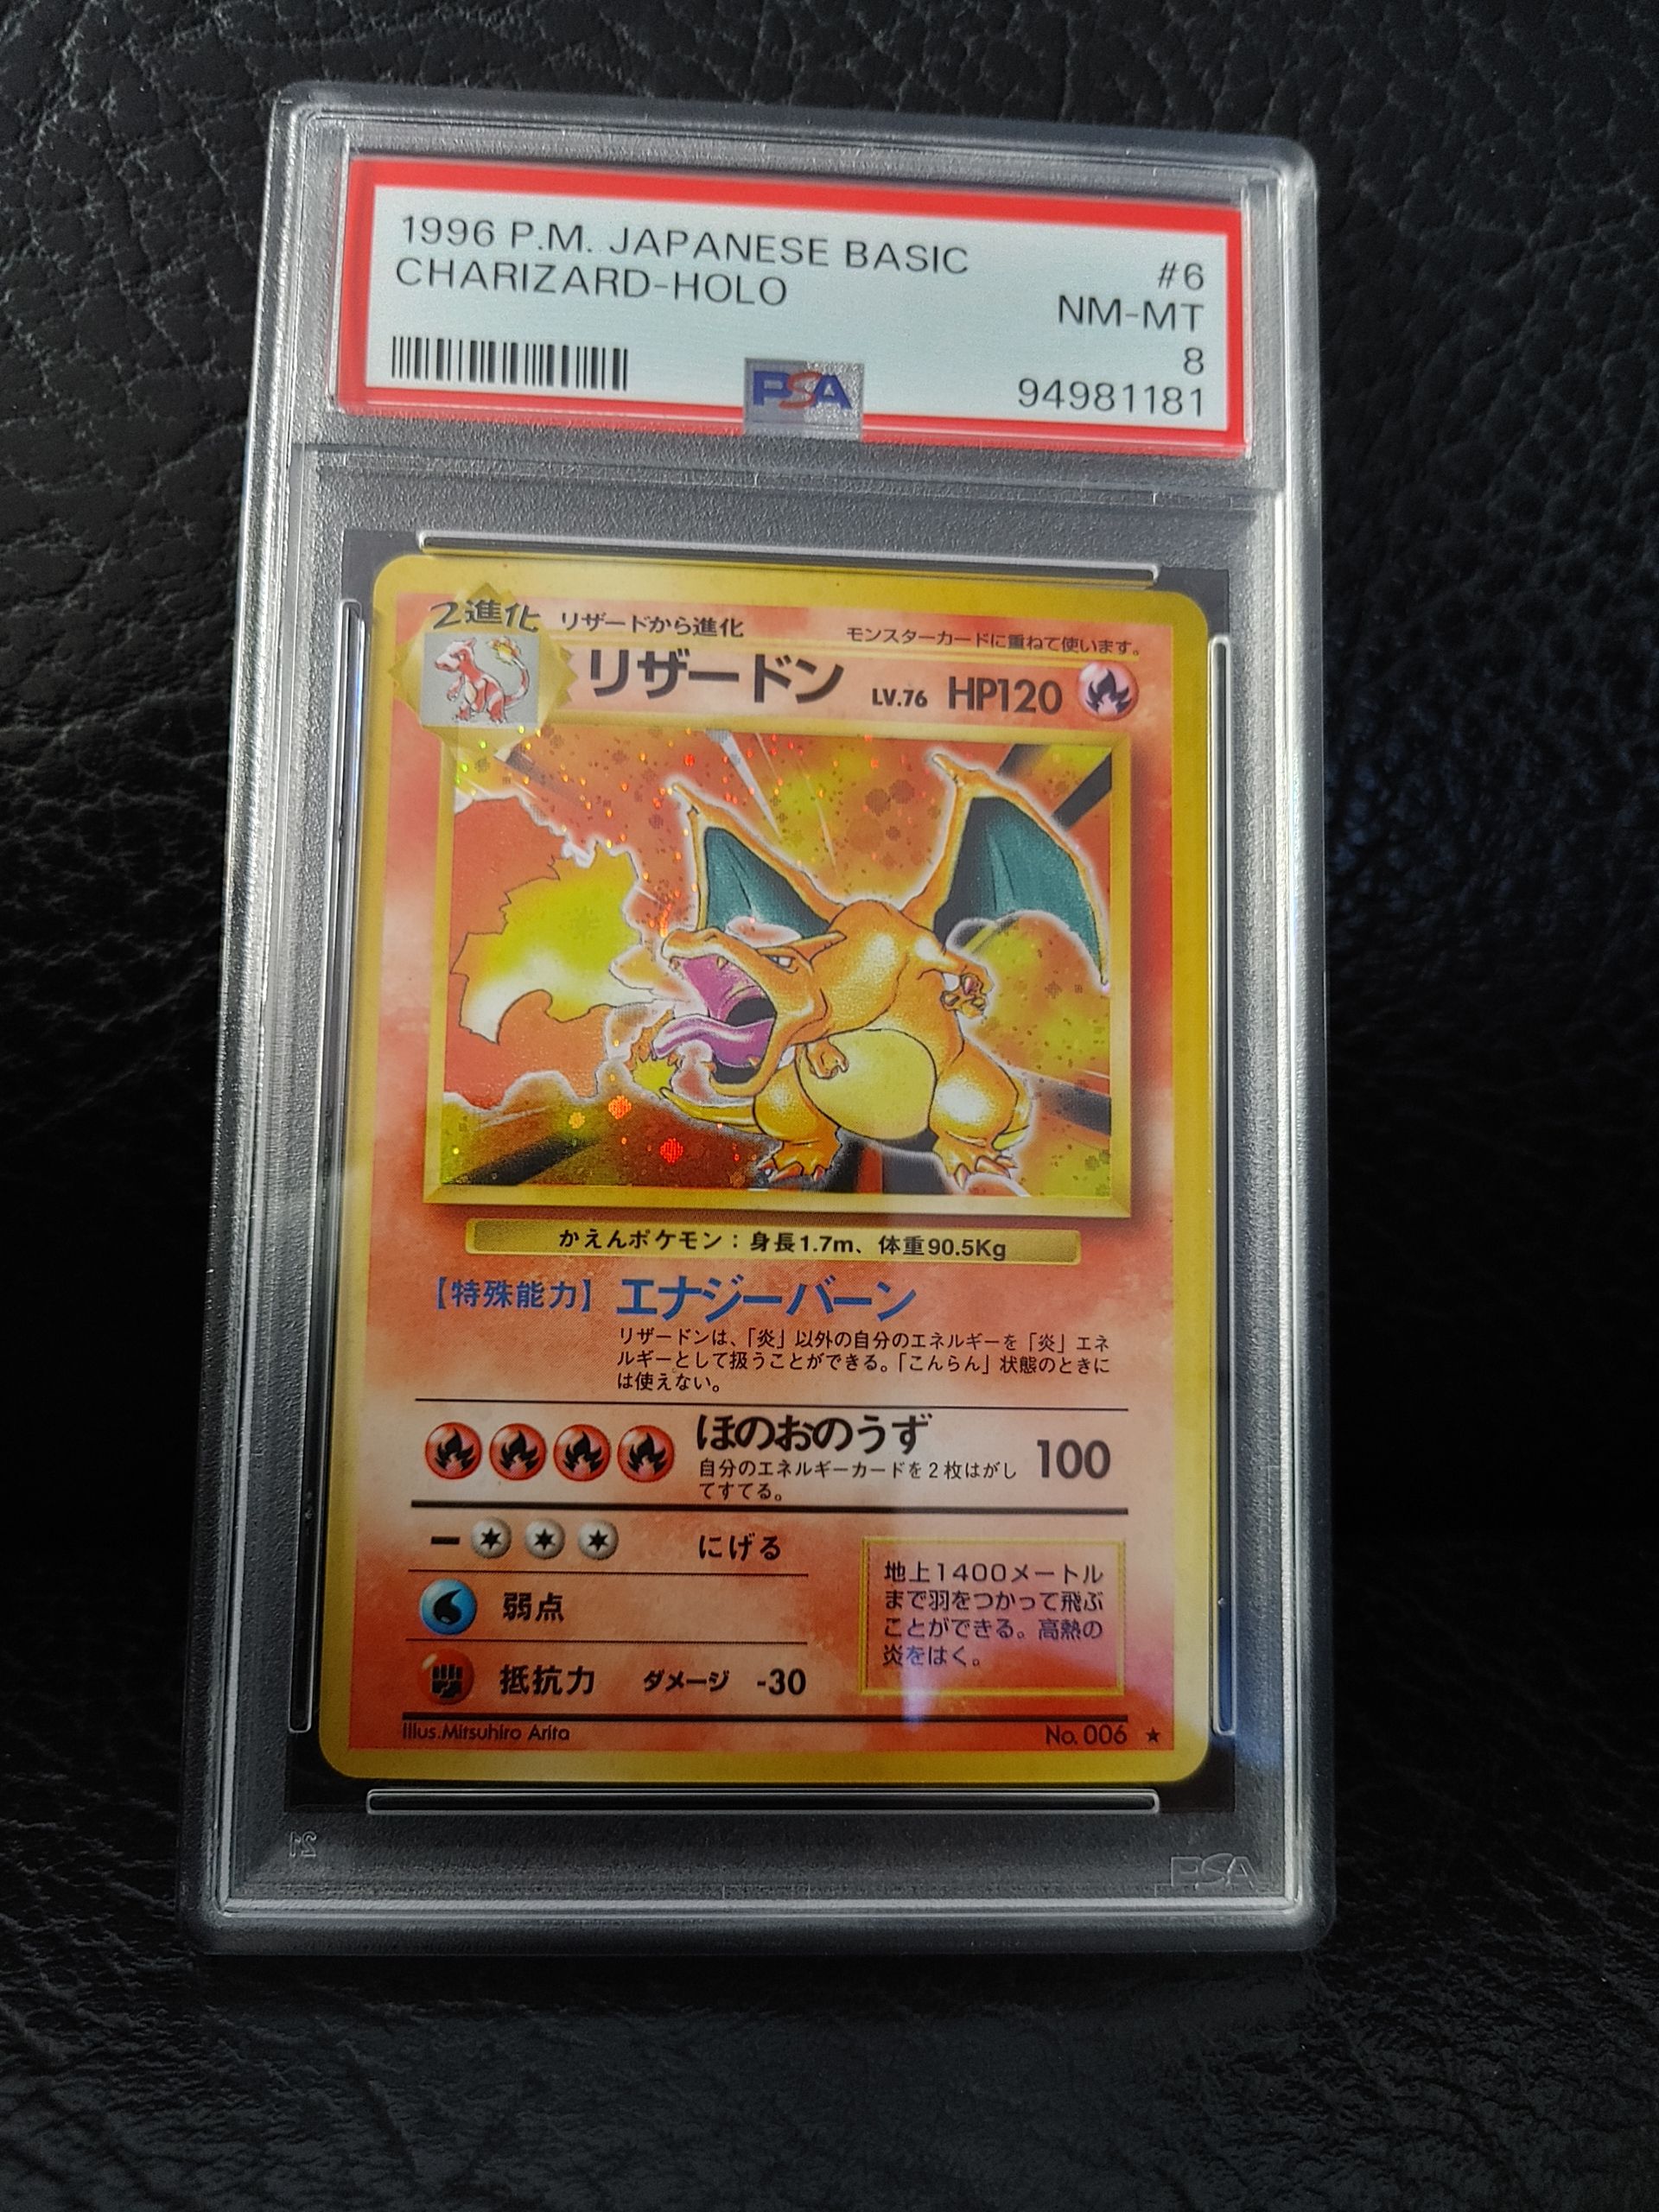 1996 P.M. JAPANESE BASIC #6
CHARIZARD-HOLO NM-MT
8
PSA 94981181
2進化 リザードから進化 モンスターカードに重ねて使います。
リザードン LV.76 HP120
かえんポケモン：身長1.7m、体重90.5Kg
【特殊能力】エナジーバーン
リザードンは、「炎」以外の自分のエネルギーを「炎」エネ
ルギーとして扱うことができる。「こんらん」状態のときに
は使えない。
ほのおのうず 100
自分のエネルギーカードを2枚はがし
てすてる。
ー にげる
弱点
抵抗力 ダメージ -30
地上1400メートル
まで羽をつかって飛ぶ
ことができる。高熱の
炎をはく。
Illus.Mitsuhiro Arita No.006 ★
PSA